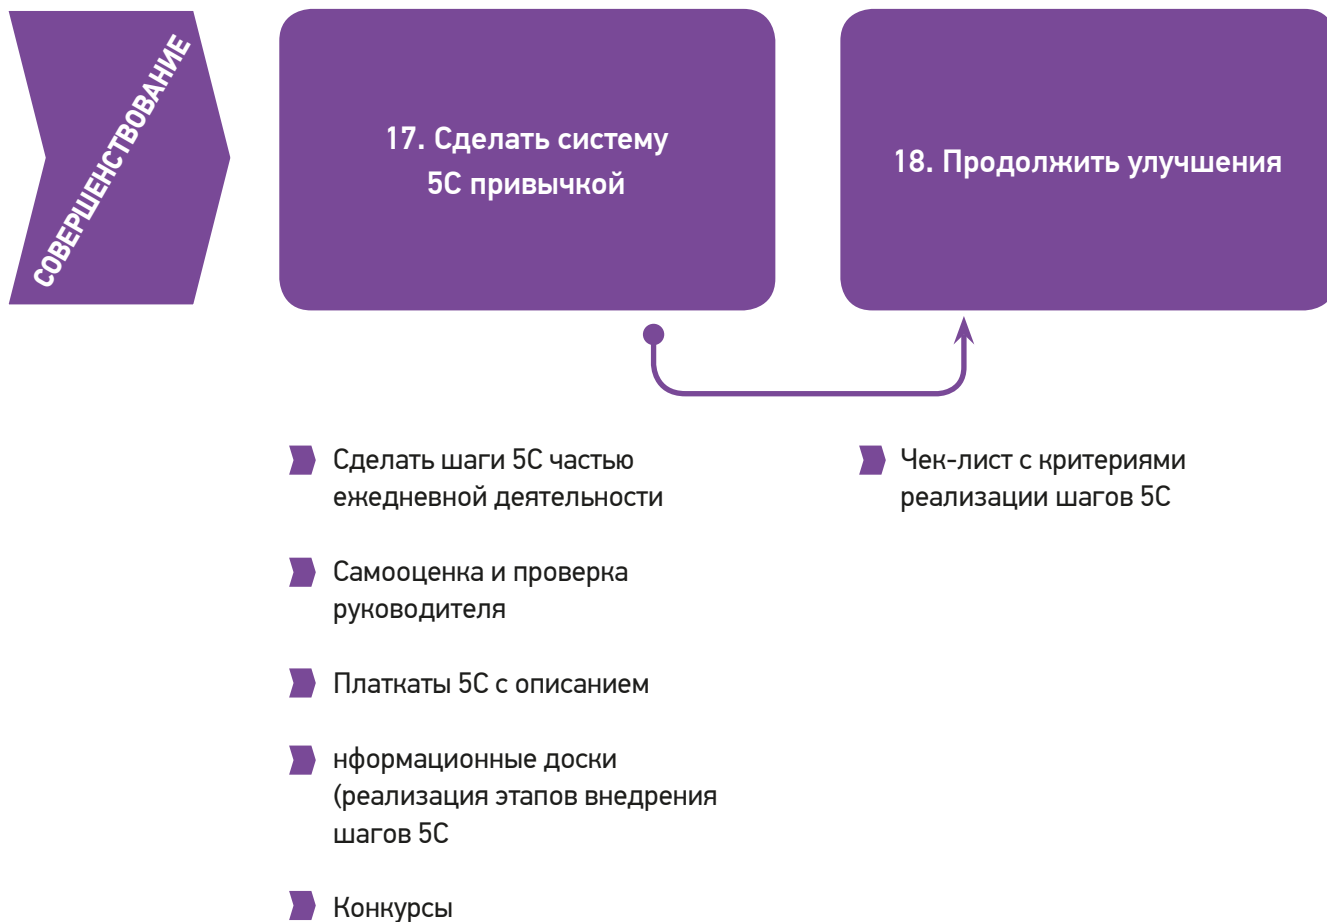 СОВЕРШЕНСТВОВАНИЕ
17. Сделать систему
5С привычкой
18. Продолжить улучшения
Сделать шаги 5С частью
ежедневной деятельности
Самооценка и проверка
руководителя
Платкаты 5С с описанием
нформационные доски
(реализация этапов внедрения
шагов 5С
Конкурсы
Чек-лист с критериями
реализации шагов 5С